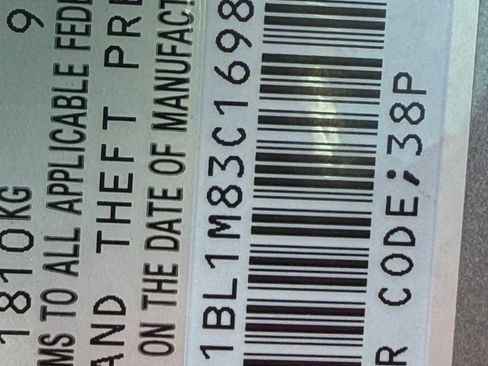 1810KG 9
MS TO ALL APPLICABLE FEDE
AND THEFT PRE
ON THE DATE OF MANUFACT
1BL1M83C1698
R CODE;38P